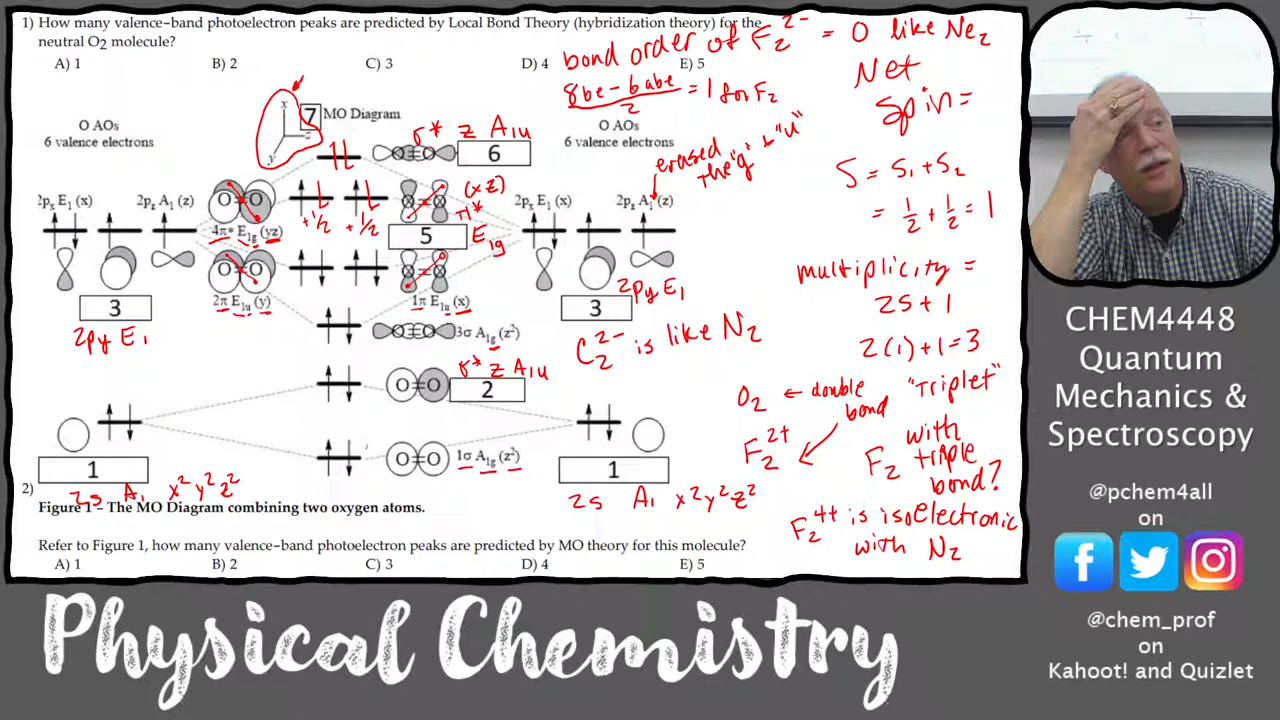 1) How many valence-band photoelectron peaks are predicted by Local Bond Theory (hybridization theory) for the
neutral O2 molecule?
A) 1
B) 2
C) 3
D) 4
E) 5
bond order of F2^2- = 0 like Ne2
8be - 6abe / 2 = 1 for F2
Net
Spin =
7
MO Diagram
x
y
O AOs
6 valence electrons
σ* z A1u
6
O AOs
6 valence electrons
erased
the "g" & "u"
S = S1 + S2
= 1/2 + 1/2 = 1
2px E1 (x)
2pz A1 (z)
4π* E1g (yz)
+1/2
+1/2
(xz)
π*
5
E1g
2px E1 (x)
2pz A1 (z)
multiplicity =
2S + 1
2(1)+1=3
"Triplet"
3
2py E1
2π E1u (y)
1π E1u (x)
3
2py E1
3σ A1g (z²)
C2^2- is like N2
σ* z A1u
2
O2 ← double
bond
F2^2+
F2 with
triple
bond?
1
2s A1 x² y² z²
1σ A1g (z²)
1
2s A1 x² y² z²
F2^4+ is isoelectronic
with N2
2)
Figure 1 – The MO Diagram combining two oxygen atoms.
Refer to Figure 1, how many valence-band photoelectron peaks are predicted by MO theory for this molecule?
A) 1
B) 2
C) 3
D) 4
E) 5
CHEM4448
Quantum
Mechanics &
Spectroscopy
@pchem4all
on
@chem_prof
on
Kahoot! and Quizlet
Physical Chemistry